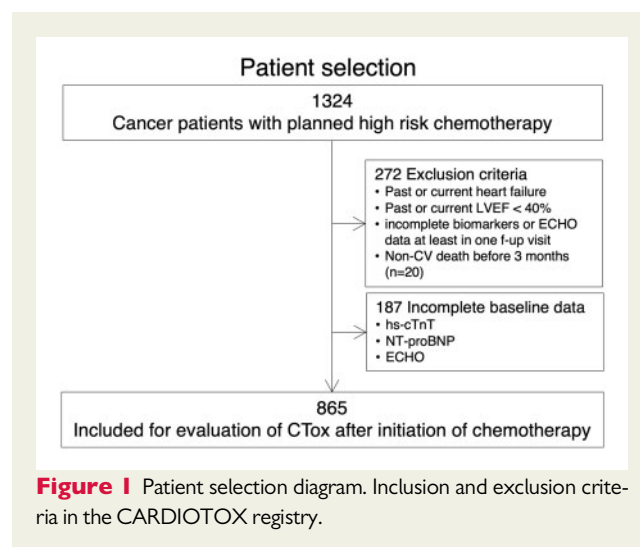 Patient selection
1324
Cancer patients with planned high risk chemotherapy
272 Exclusion criteria
• Past or current heart failure
• Past or current LVEF < 40%
• incomplete biomarkers or ECHO
data at least in one f-up visit
• Non-CV death before 3 months
(n=20)
187 Incomplete baseline data
• hs-cTnT
• NT-proBNP
• ECHO
865
Included for evaluation of CTox after initiation of chemotherapy
Figure 1 Patient selection diagram. Inclusion and exclusion crite-
ria in the CARDIOTOX registry.